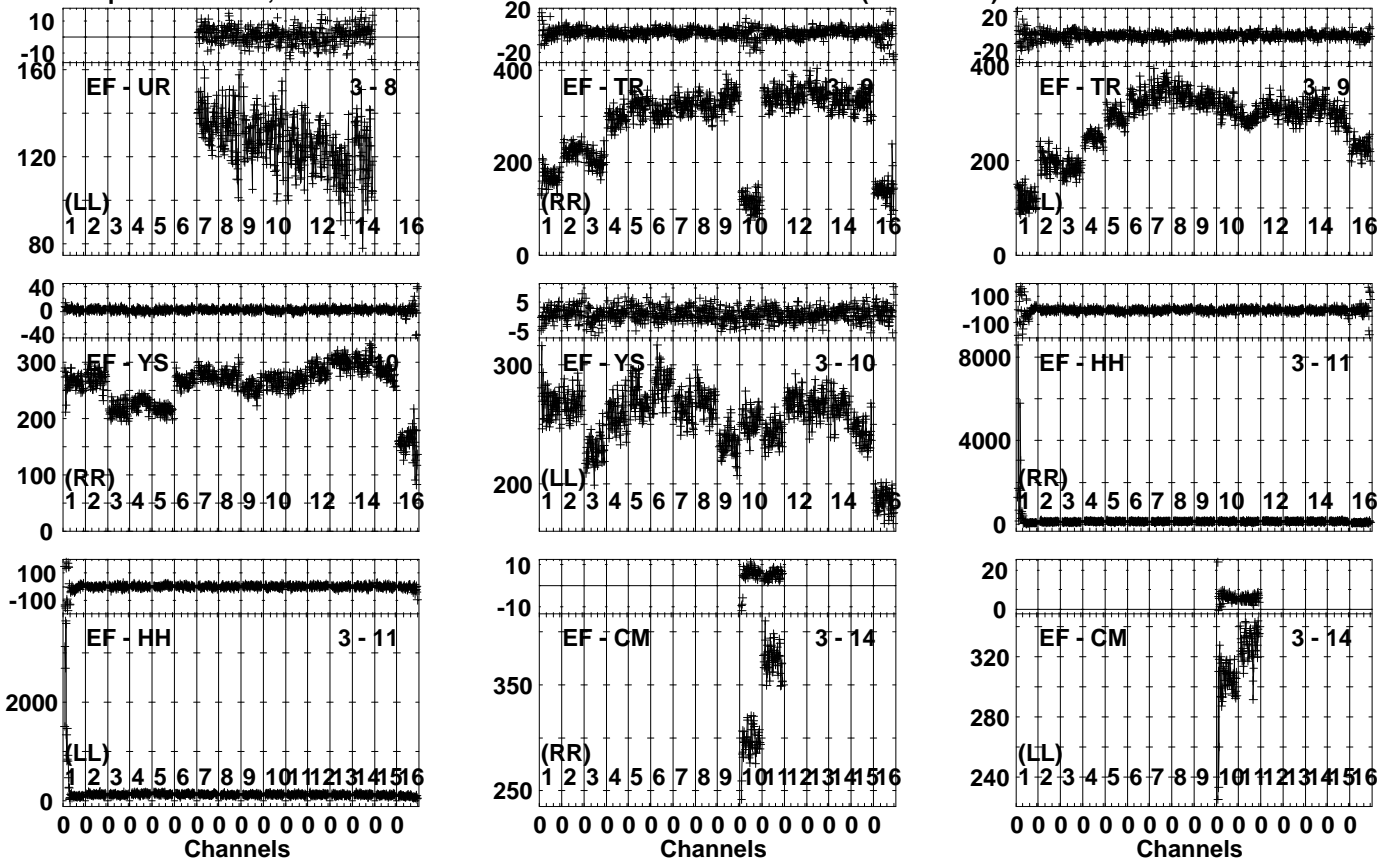 10 20 20
-10 -20 -20
160 EF - UR 3 - 8 400 EF - TR 3 - 9 400 EF - TR 3 - 9
120 200 200
(LL) (RR)
1 2 3 4 5 6 7 8 9 10 12 14 16 1 2 3 4 5 6 7 8 9 10 12 14 16 1 2 3 4 5 6 7 8 9 10 12 14 16
80 0 0
40 5 100
0 -5 -100
-40
300 EF - YS 300 EF - YS 3 - 10 8000 EF - HH 3 - 11
200 4000
100 200
(RR) (LL) (RR)
1 2 3 4 5 6 7 8 9 10 12 14 16 1 2 3 4 5 6 7 8 9 10 12 14 16 1 2 3 4 5 6 7 8 9 10 12 14 16
0 0
100 10 20
-100 -10 0
EF - HH 3 - 11 EF - CM 3 - 14 EF - CM 3 - 14
2000 350 320
280
(LL) (RR) (LL)
1 2 3 4 5 6 7 8 9 10 11 12 13 14 15 16 1 2 3 4 5 6 7 8 9 10 11 12 13 14 15 16 240 1 2 3 4 5 6 7 8 9 10 11 12 13 14 15 16
0 250
0 0 0 0 0 0 0 0 0 0 0 0 0 0 0 0 0 0 0 0 0 0 0 0 0 0 0 0 0 0 0 0 0 0 0 0 0 0 0 0 0 0 0 0 0 0 0 0
Channels Channels Channels